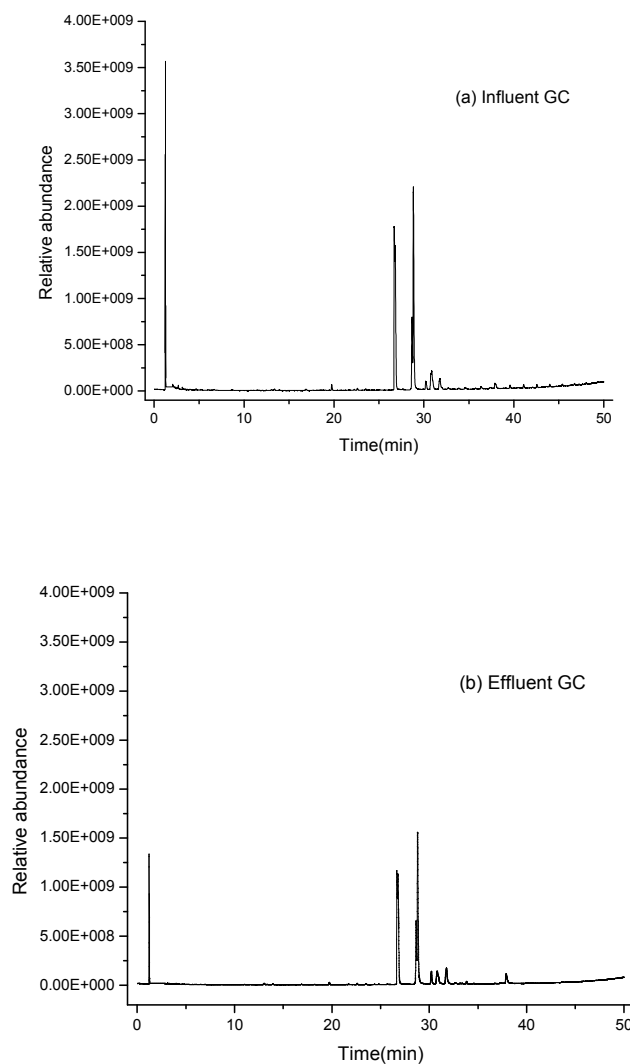 4.00E+009
3.50E+009
3.00E+009
2.50E+009
2.00E+009
1.50E+009
1.00E+009
5.00E+008
0.00E+000
Relative abundance
(a) Influent GC
0 10 20 30 40 50
Time(min)
4.00E+009
3.50E+009
3.00E+009
2.50E+009
2.00E+009
1.50E+009
1.00E+009
5.00E+008
0.00E+000
Relative abundance
(b) Effluent GC
0 10 20 30 40 50
Time(min)